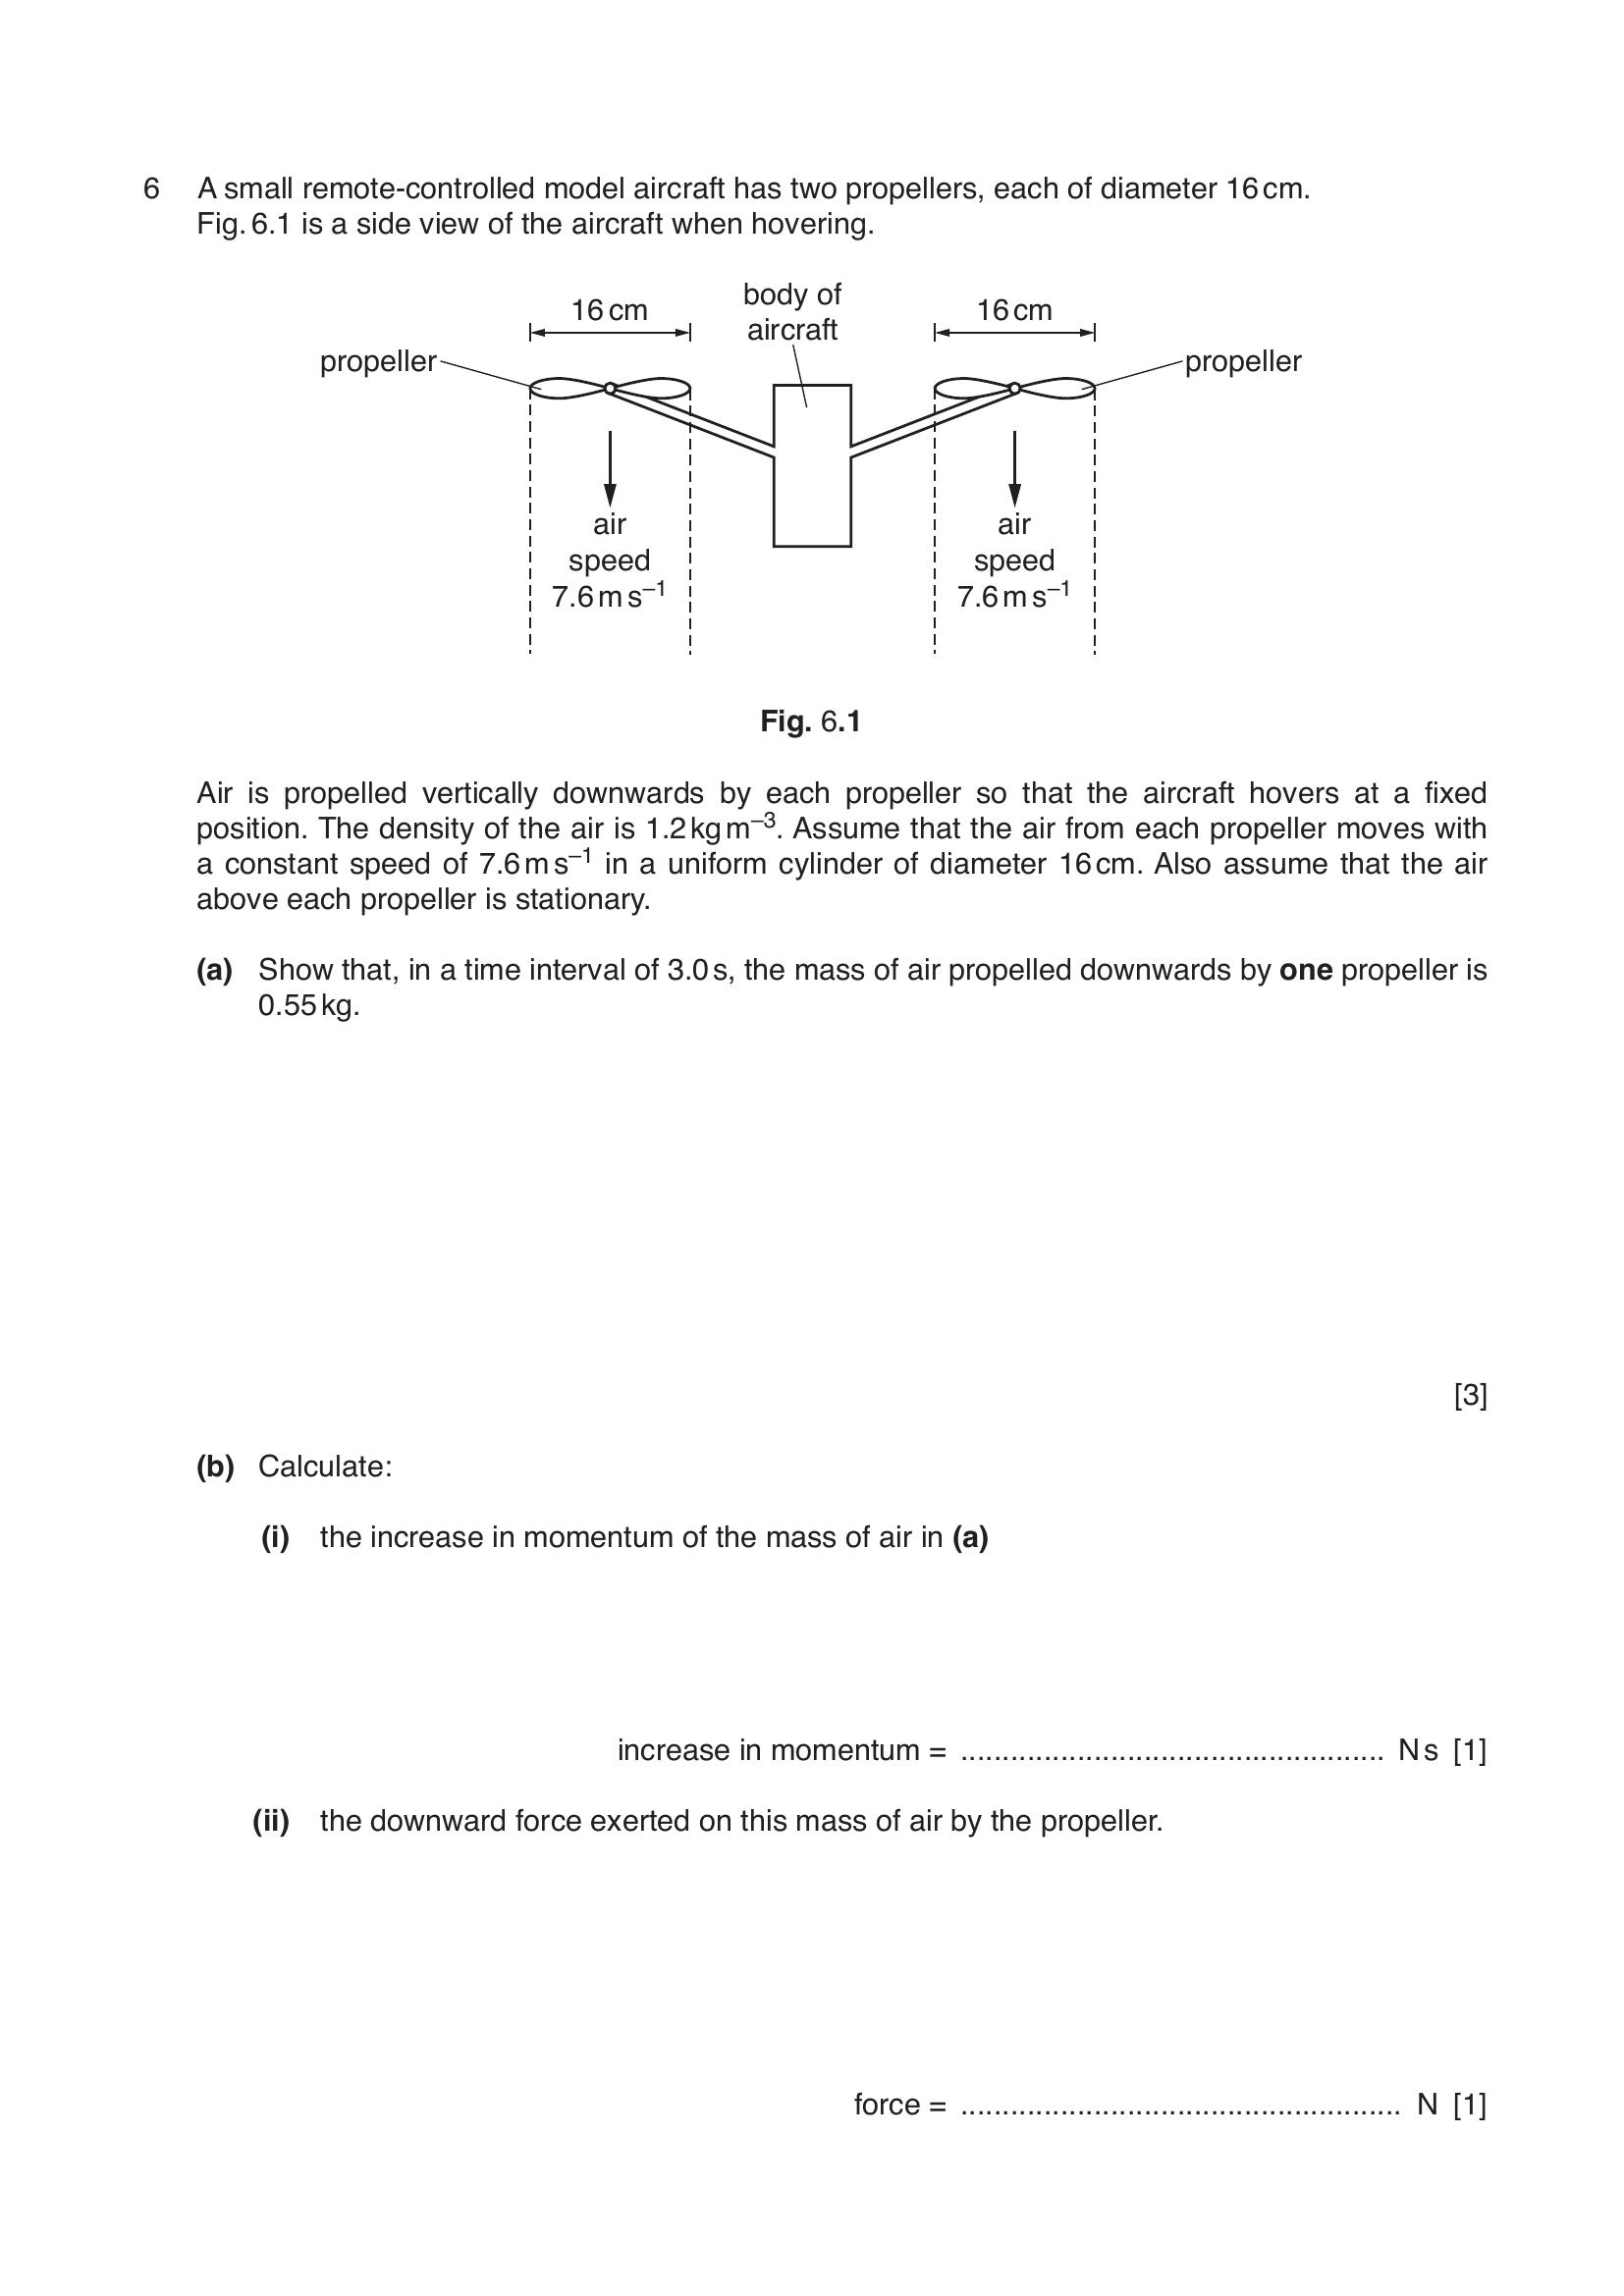 6 A small remote-controlled model aircraft has two propellers, each of diameter 16 cm.
Fig. 6.1 is a side view of the aircraft when hovering.
body of
aircraft
16 cm
16 cm
propeller
propeller
air
speed
7.6 m s⁻¹
air
speed
7.6 m s⁻¹
Fig. 6.1
Air is propelled vertically downwards by each propeller so that the aircraft hovers at a fixed
position. The density of the air is 1.2 kg m⁻³. Assume that the air from each propeller moves with
a constant speed of 7.6 m s⁻¹ in a uniform cylinder of diameter 16 cm. Also assume that the air
above each propeller is stationary.
(a) Show that, in a time interval of 3.0 s, the mass of air propelled downwards by one propeller is
0.55 kg.
[3]
(b) Calculate:
(i) the increase in momentum of the mass of air in (a)
increase in momentum = ................................................... N s [1]
(ii) the downward force exerted on this mass of air by the propeller.
force = ..................................................... N [1]